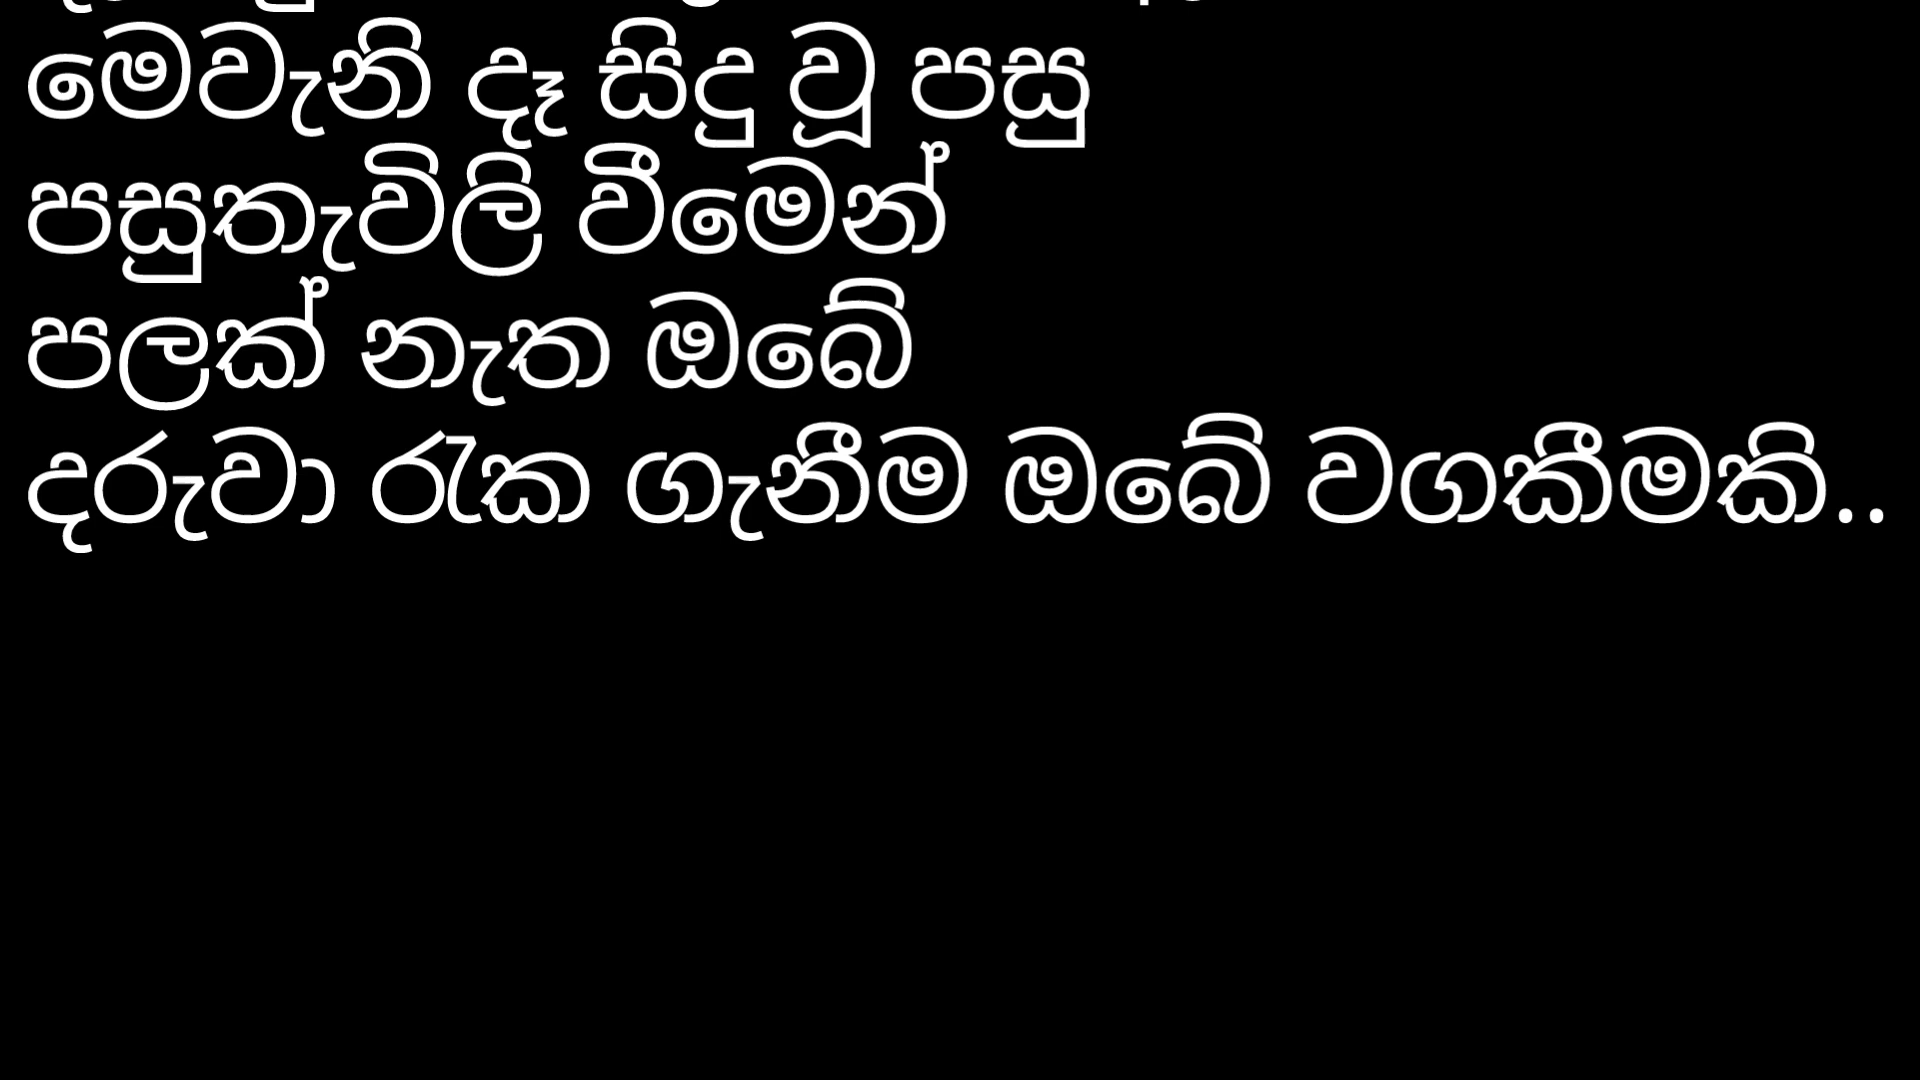 මෙවැනි දෑ සිදු වූ පසු
පසුතැවිලි වීමෙන්
පලක් නැත ඔබේ
දරුවා රැක ගැනීම ඔබේ වගකීමකි..